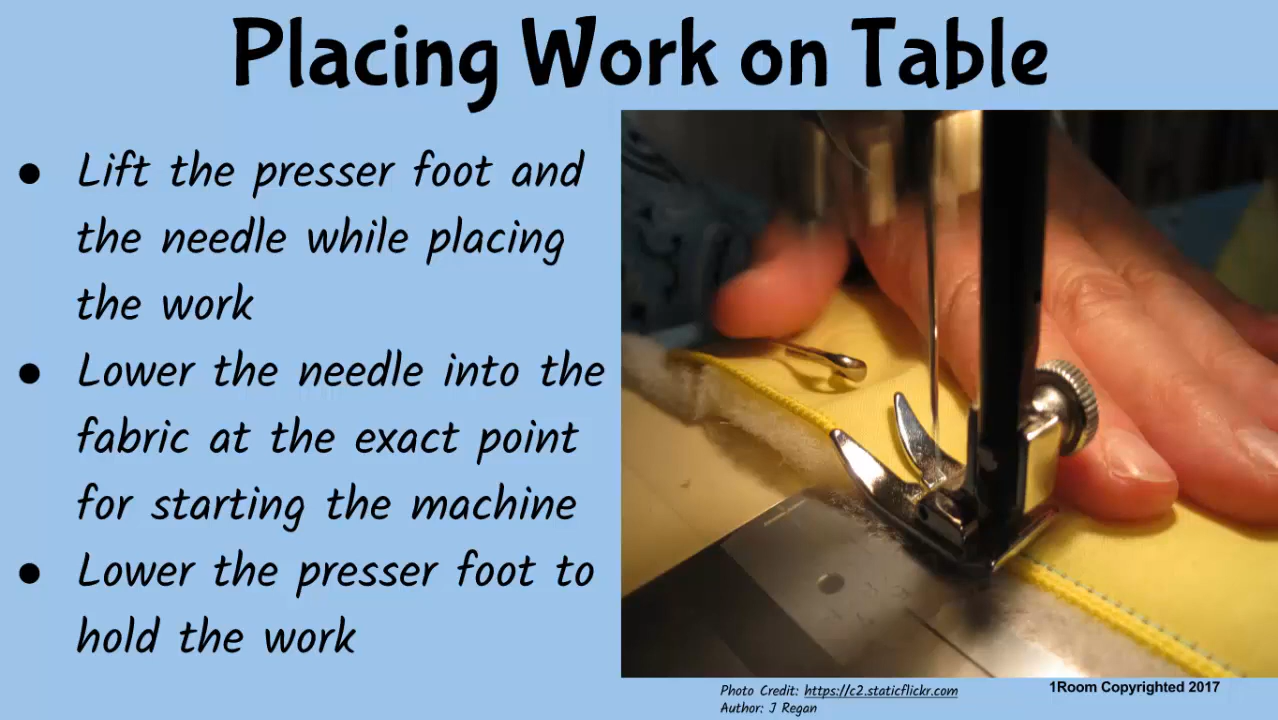 Placing Work on Table
● Lift the presser foot and
the needle while placing
the work
● Lower the needle into the
fabric at the exact point
for starting the machine
● Lower the presser foot to
hold the work
Photo Credit: https://c2.staticflickr.com
Author: J Regan
1Room Copyrighted 2017